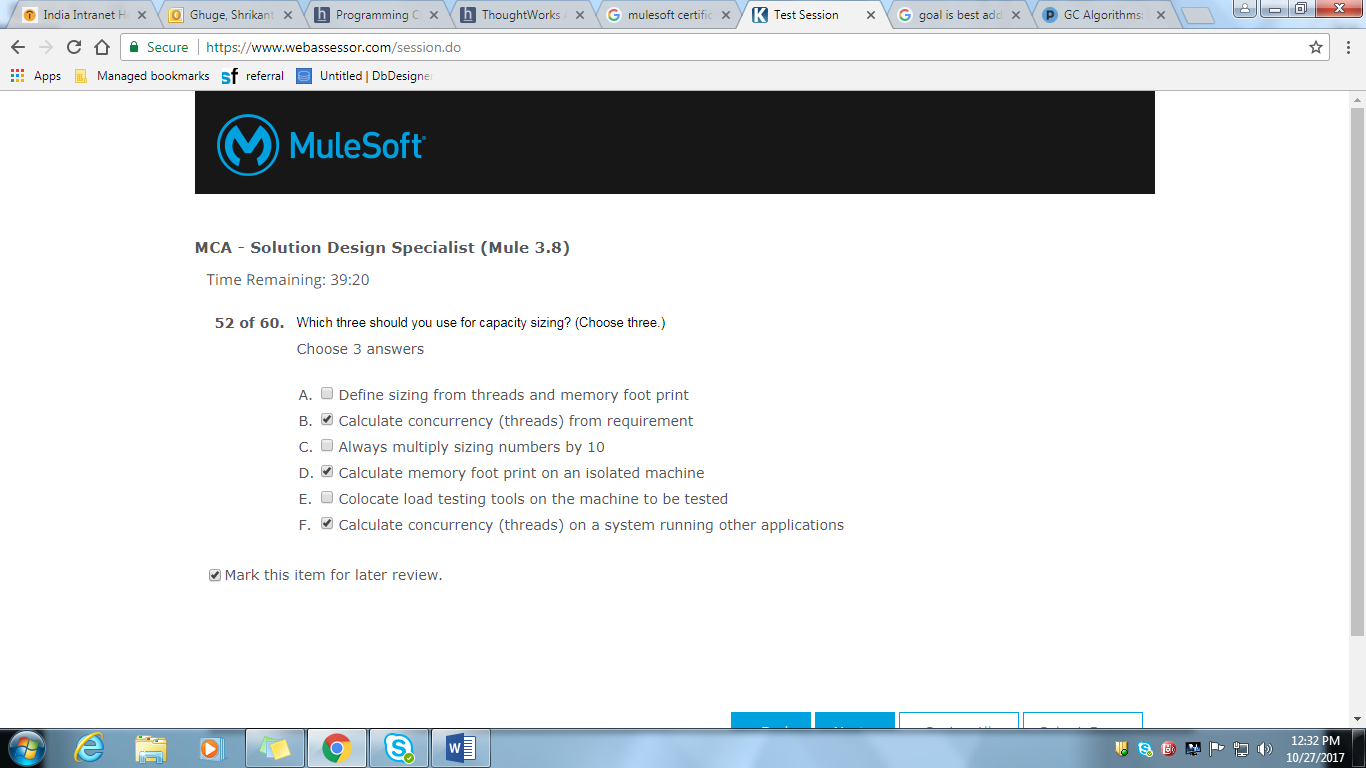 India Intranet H
Ghuge, Shrikant
Programming C
ThoughtWorks A
mulesoft certific
Test Session
goal is best add
GC Algorithms:
Secure
https://www.webassessor.com/session.do
Apps
Managed bookmarks
sf referral
Untitled | DbDesigner
MuleSoft
MCA - Solution Design Specialist (Mule 3.8)
Time Remaining: 39:20
52 of 60. Which three should you use for capacity sizing? (Choose three.)
Choose 3 answers
A. Define sizing from threads and memory foot print
B. Calculate concurrency (threads) from requirement
C. Always multiply sizing numbers by 10
D. Calculate memory foot print on an isolated machine
E. Colocate load testing tools on the machine to be tested
F. Calculate concurrency (threads) on a system running other applications
Mark this item for later review.
12:32 PM
10/27/2017